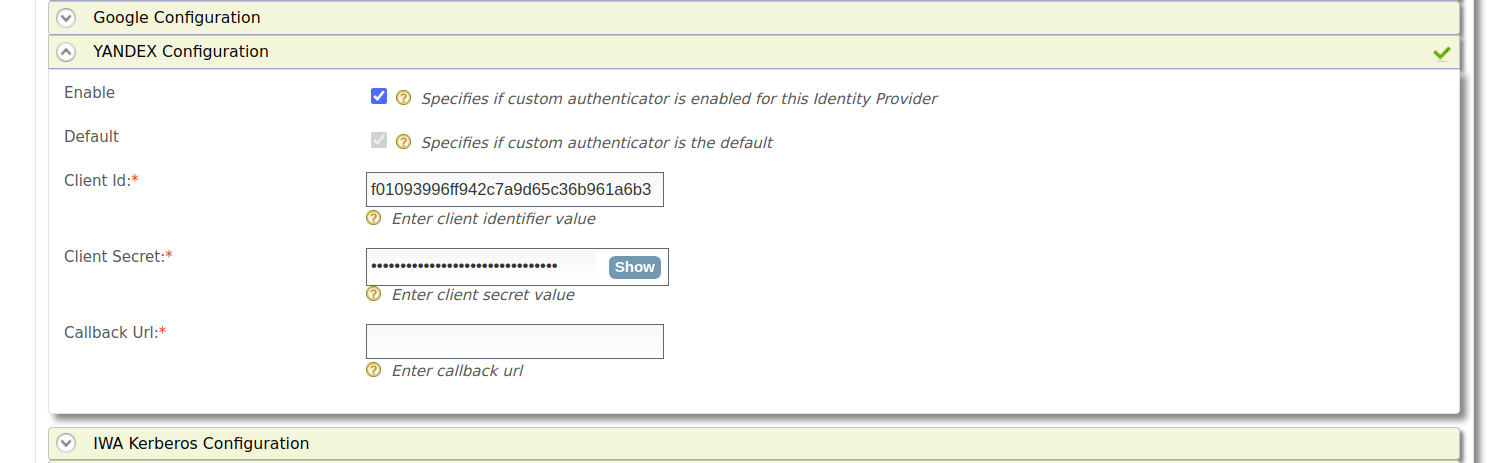 Google Configuration
YANDEX Configuration
Enable
Specifies if custom authenticator is enabled for this Identity Provider
Default
Specifies if custom authenticator is the default
Client Id:*
f01093996ff942c7a9d65c36b961a6b3
Enter client identifier value
Client Secret:*
•••••••••••••••••••••••••••••••• Show
Enter client secret value
Callback Url:*
Enter callback url
IWA Kerberos Configuration